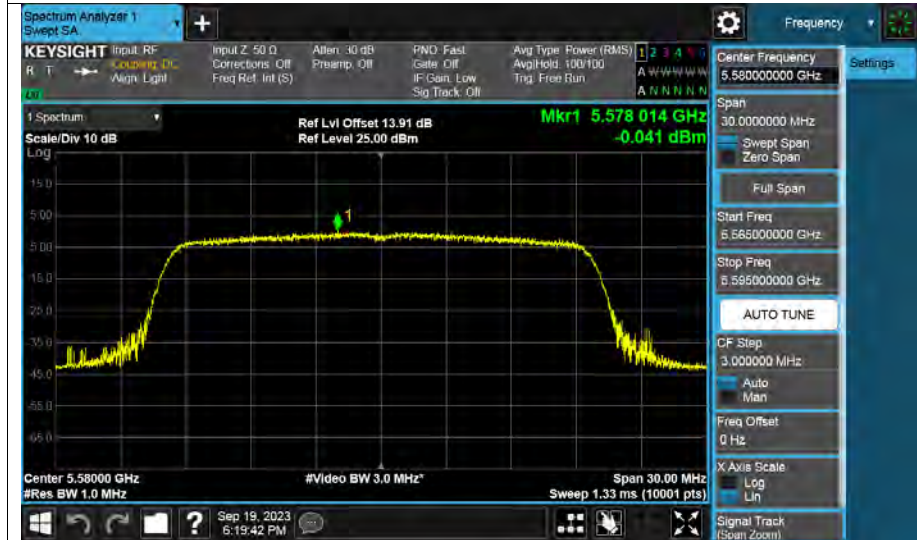 Spectrum Analyzer 1
Swept SA
+
Frequency
KEYSIGHT Input: RF
R T Coupling: DC
Align: Light
Input Z: 50 Ω
Corrections: Off
Freq Ref: Int (S)
Atten: 30 dB
Preamp: Off
PNO: Fast
Gate: Off
IF Gain: Low
Sig Track: Off
Avg Type: Power (RMS)
Avg|Hold: 100/100
Trig: Free Run
1 2 3 4 5 6
A W W W W W
A N N N N N
1 Spectrum
Scale/Div 10 dB
Log
Ref Lvl Offset 13.91 dB
Ref Level 25.00 dBm
Mkr1 5.578 014 GHz
-0.041 dBm
15.0
5.00
-5.00
-15.0
-25.0
-35.0
-45.0
-55.0
-65.0
1
Center 5.58000 GHz
#Res BW 1.0 MHz
#Video BW 3.0 MHz*
Span 30.00 MHz
Sweep 1.33 ms (10001 pts)
Sep 19, 2023
6:19:42 PM
?
Center Frequency
5.580000000 GHz
Settings
Span
30.0000000 MHz
Swept Span
Zero Span
Full Span
Start Freq
5.565000000 GHz
Stop Freq
5.595000000 GHz
AUTO TUNE
CF Step
3.000000 MHz
Auto
Man
Freq Offset
0 Hz
X Axis Scale
Log
Lin
Signal Track
(Span Zoom)